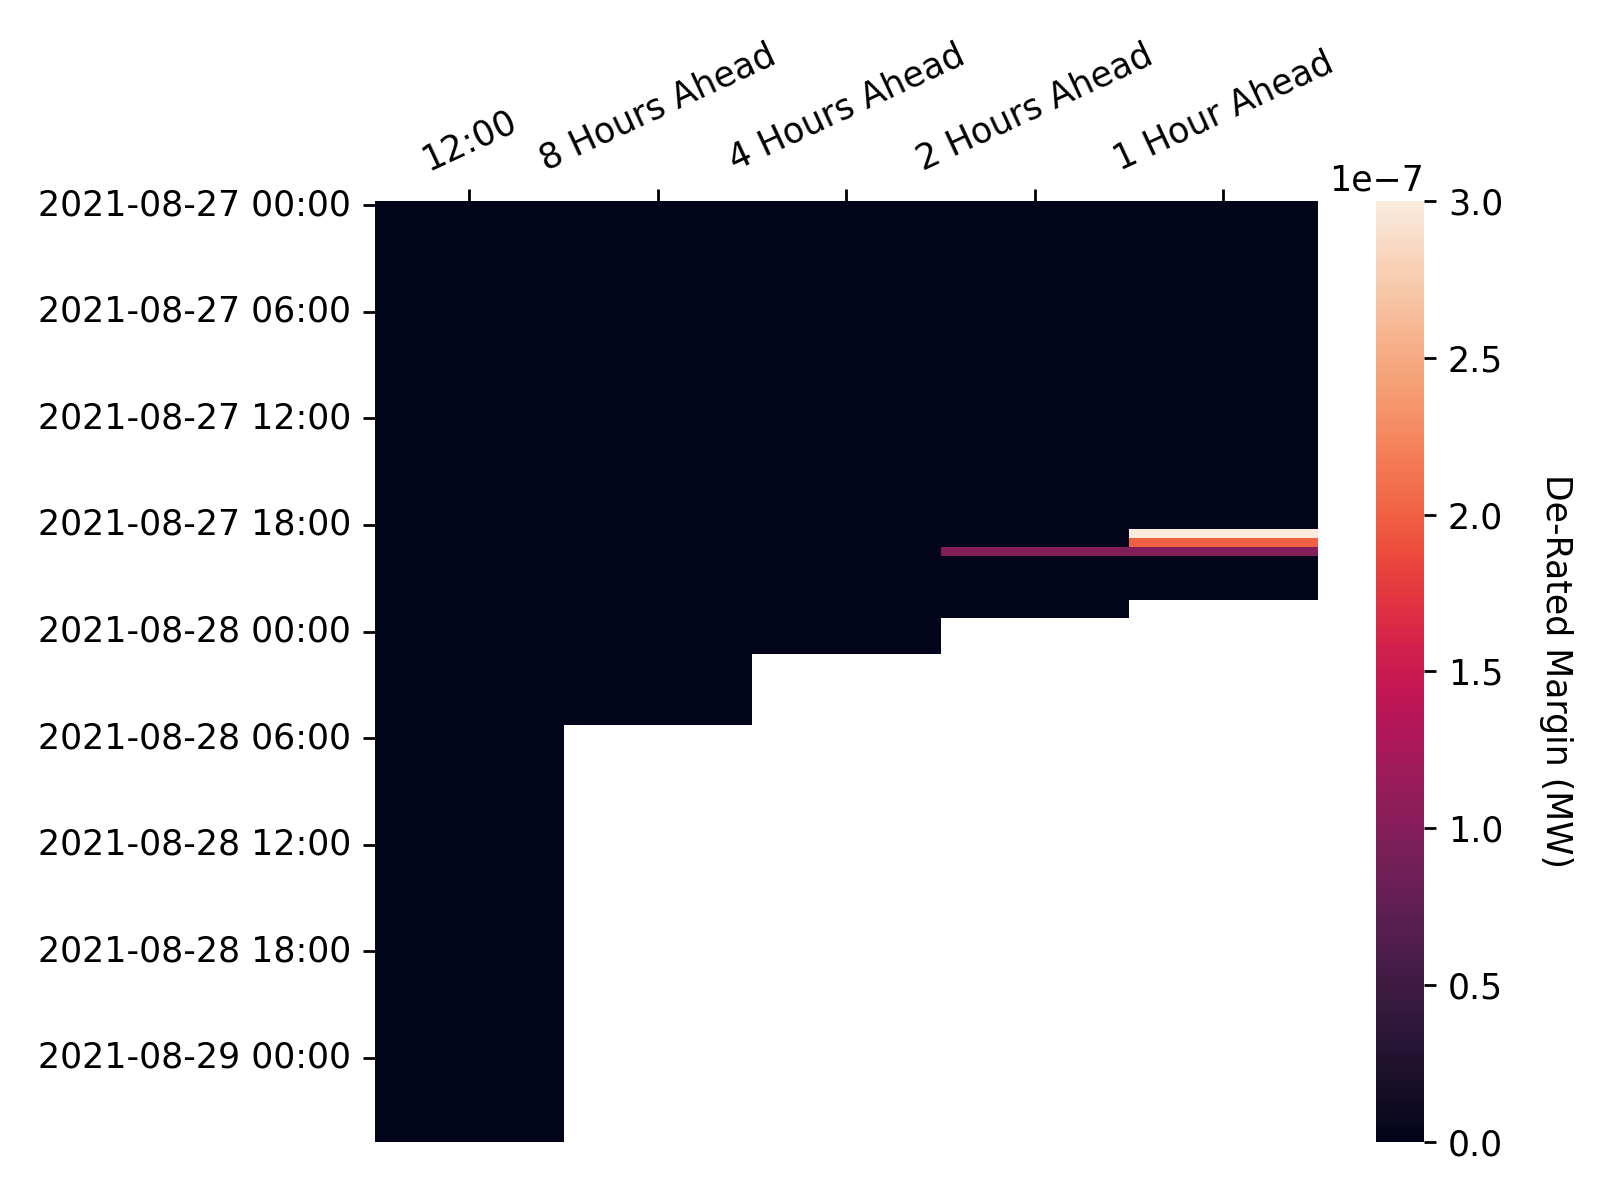 12:00
8 Hours Ahead
4 Hours Ahead
2 Hours Ahead
1 Hour Ahead
2021-08-27 00:00
2021-08-27 06:00
2021-08-27 12:00
2021-08-27 18:00
2021-08-28 00:00
2021-08-28 06:00
2021-08-28 12:00
2021-08-28 18:00
2021-08-29 00:00
1e−7
3.0
2.5
2.0
1.5
1.0
0.5
0.0
De-Rated Margin (MW)